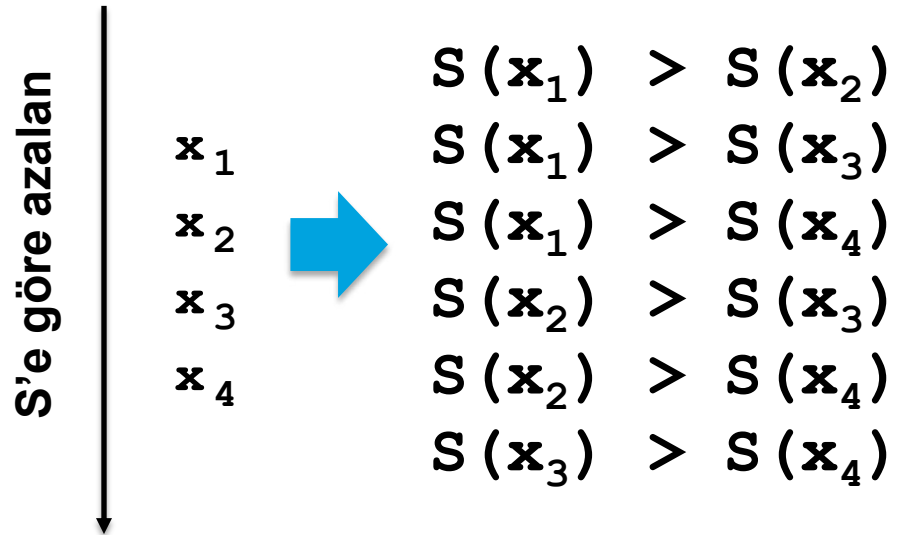 S’e göre azalan
x₁
x₂
x₃
x₄
S(x₁) > S(x₂)
S(x₁) > S(x₃)
S(x₁) > S(x₄)
S(x₂) > S(x₃)
S(x₂) > S(x₄)
S(x₃) > S(x₄)